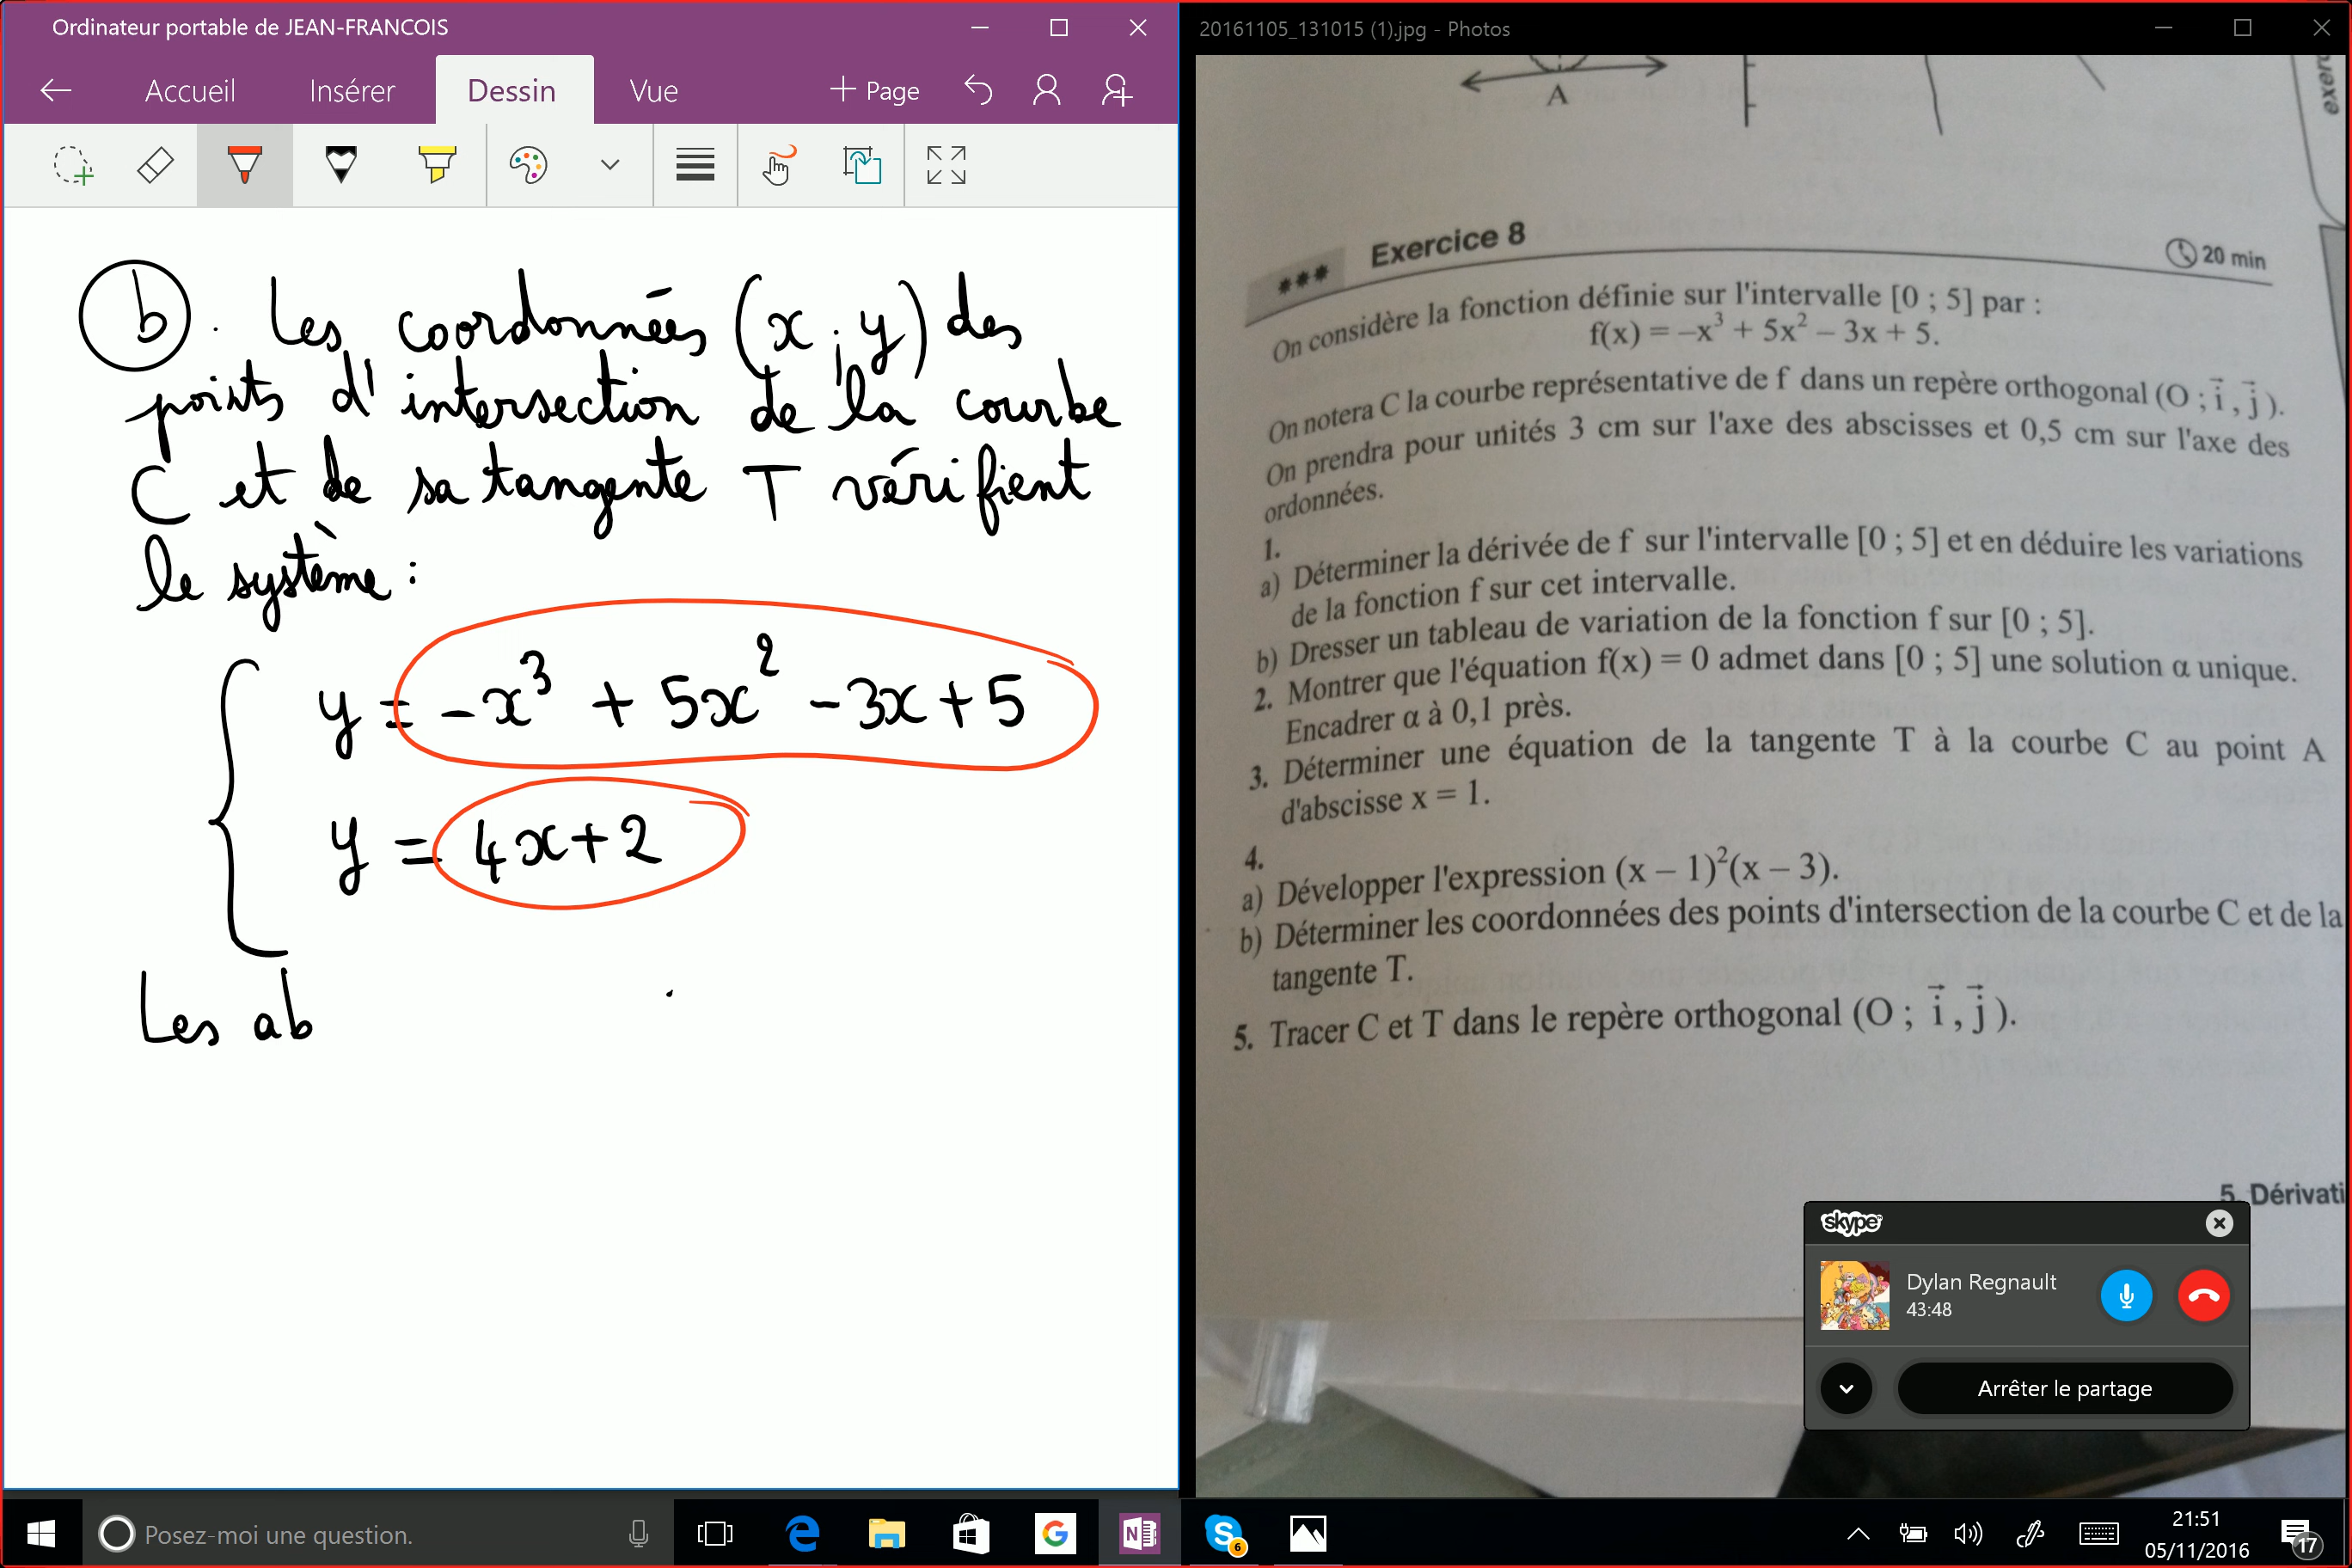 Ordinateur portable de JEAN-FRANCOIS
Accueil Insérer Dessin Vue + Page
b. Les coordonnées (x ; y) des
points d'intersection de la courbe
C et de sa tangente T vérifient
le système :
y = -x³ + 5x² - 3x + 5
y = 4x + 2
Les ab
20161105_131015 (1).jpg - Photos
A
exerc
*** Exercice 8
20 min
On considère la fonction définie sur l'intervalle [0 ; 5] par :
f(x) = –x³ + 5x² – 3x + 5.
On notera C la courbe représentative de f dans un repère orthogonal (O ; i⃗ , j⃗ ).
On prendra pour unités 3 cm sur l'axe des abscisses et 0,5 cm sur l'axe des
ordonnées.
1.
a) Déterminer la dérivée de f sur l'intervalle [0 ; 5] et en déduire les variations
de la fonction f sur cet intervalle.
b) Dresser un tableau de variation de la fonction f sur [0 ; 5].
2. Montrer que l'équation f(x) = 0 admet dans [0 ; 5] une solution α unique.
Encadrer α à 0,1 près.
3. Déterminer une équation de la tangente T à la courbe C au point A
d'abscisse x = 1.
4.
a) Développer l'expression (x – 1)²(x – 3).
b) Déterminer les coordonnées des points d'intersection de la courbe C et de la
tangente T.
5. Tracer C et T dans le repère orthogonal (O ; i⃗ , j⃗ ).
5. Dérivati
skype
Dylan Regnault
43:48
Arrêter le partage
Posez-moi une question.
21:51
05/11/2016
17